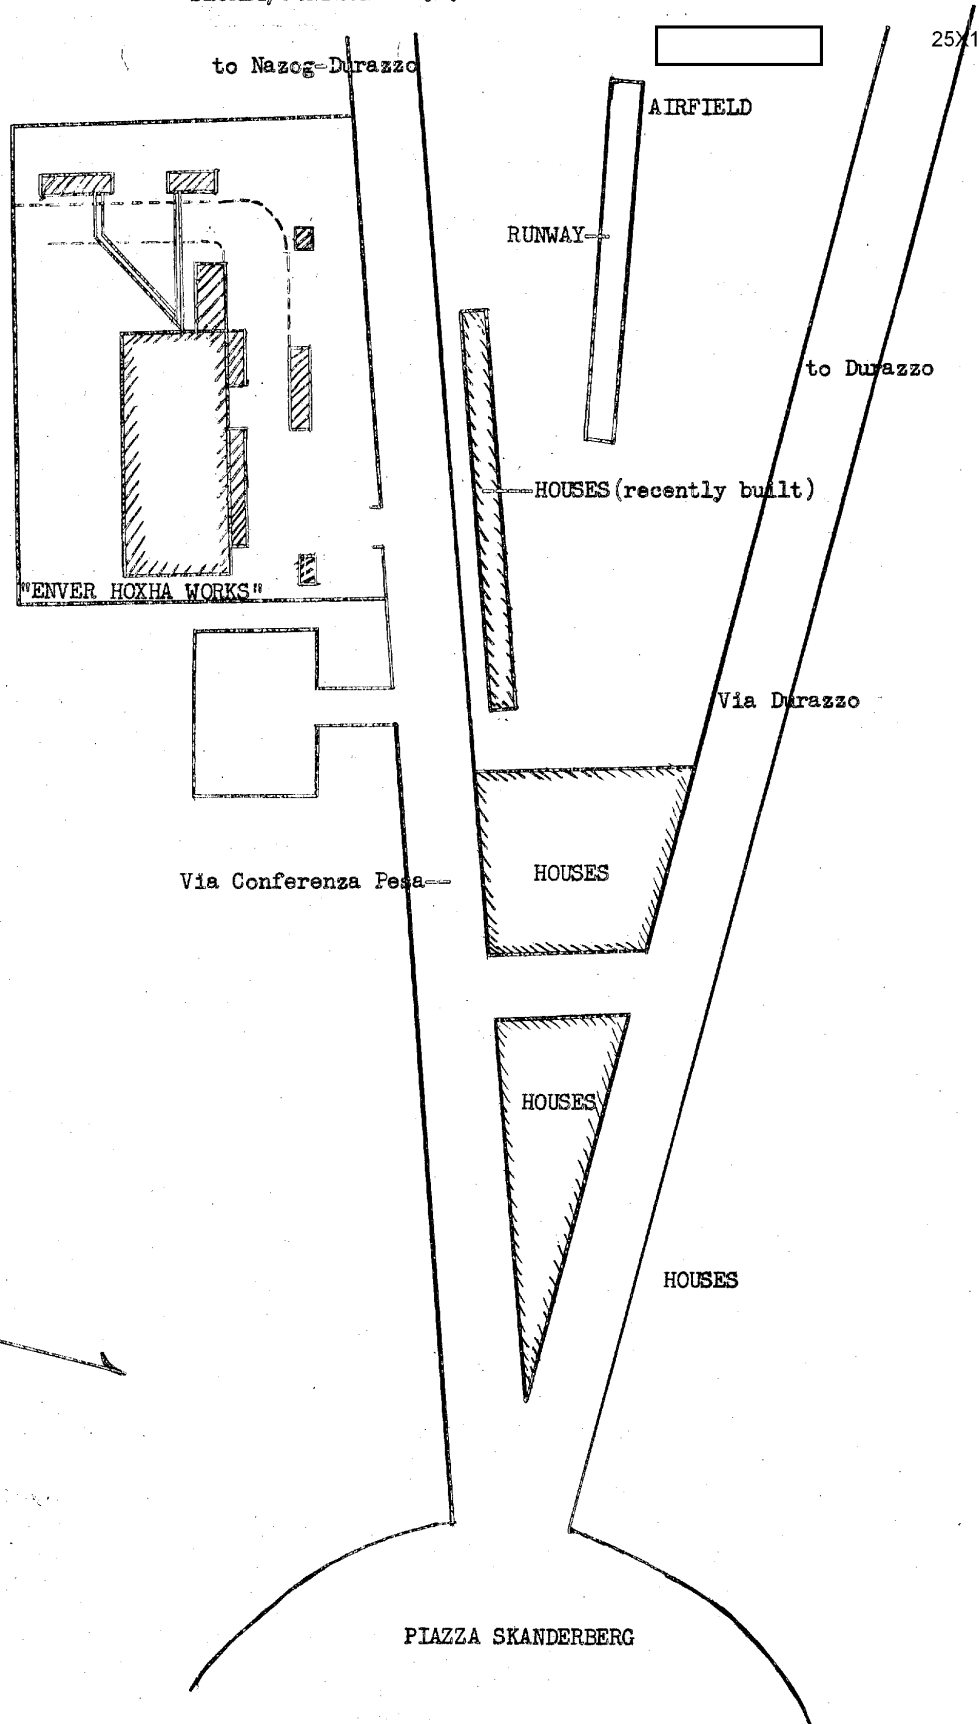 25X1
to Nazog-Durazzo
AIRFIELD
RUNWAY
to Durazzo
HOUSES (recently built)
"ENVER HOXHA WORKS"
Via Durazzo
HOUSES
Via Conferenza Pesa
HOUSES
HOUSES
PIAZZA SKANDERBERG